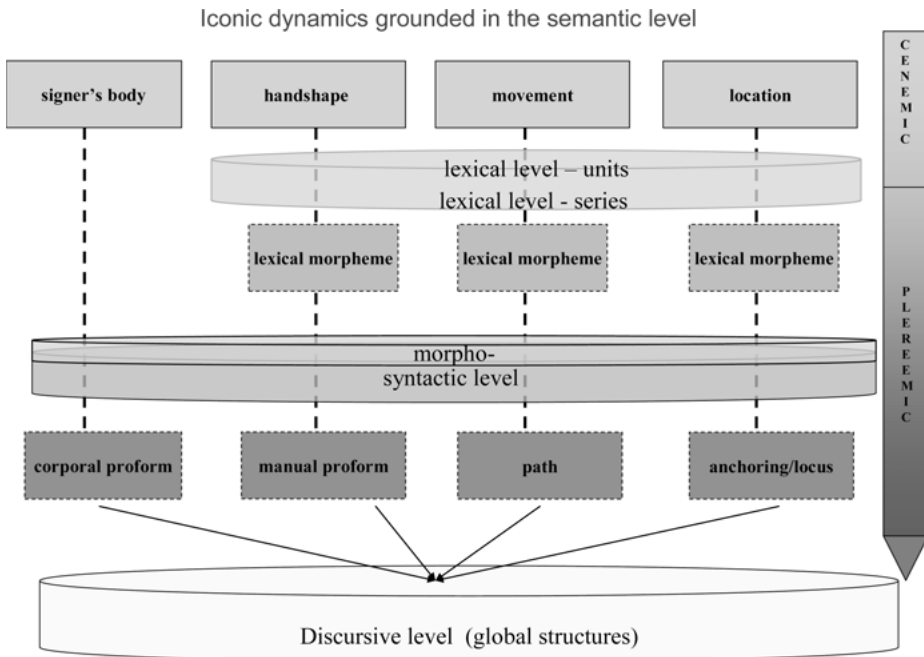 Iconic dynamics grounded in the semantic level
signer's body
handshape
movement
location
CENEMIC
lexical level – units
lexical level - series
lexical morpheme
lexical morpheme
lexical morpheme
PLEREEMIC
morpho-
syntactic level
corporal proform
manual proform
path
anchoring/locus
Discursive level (global structures)